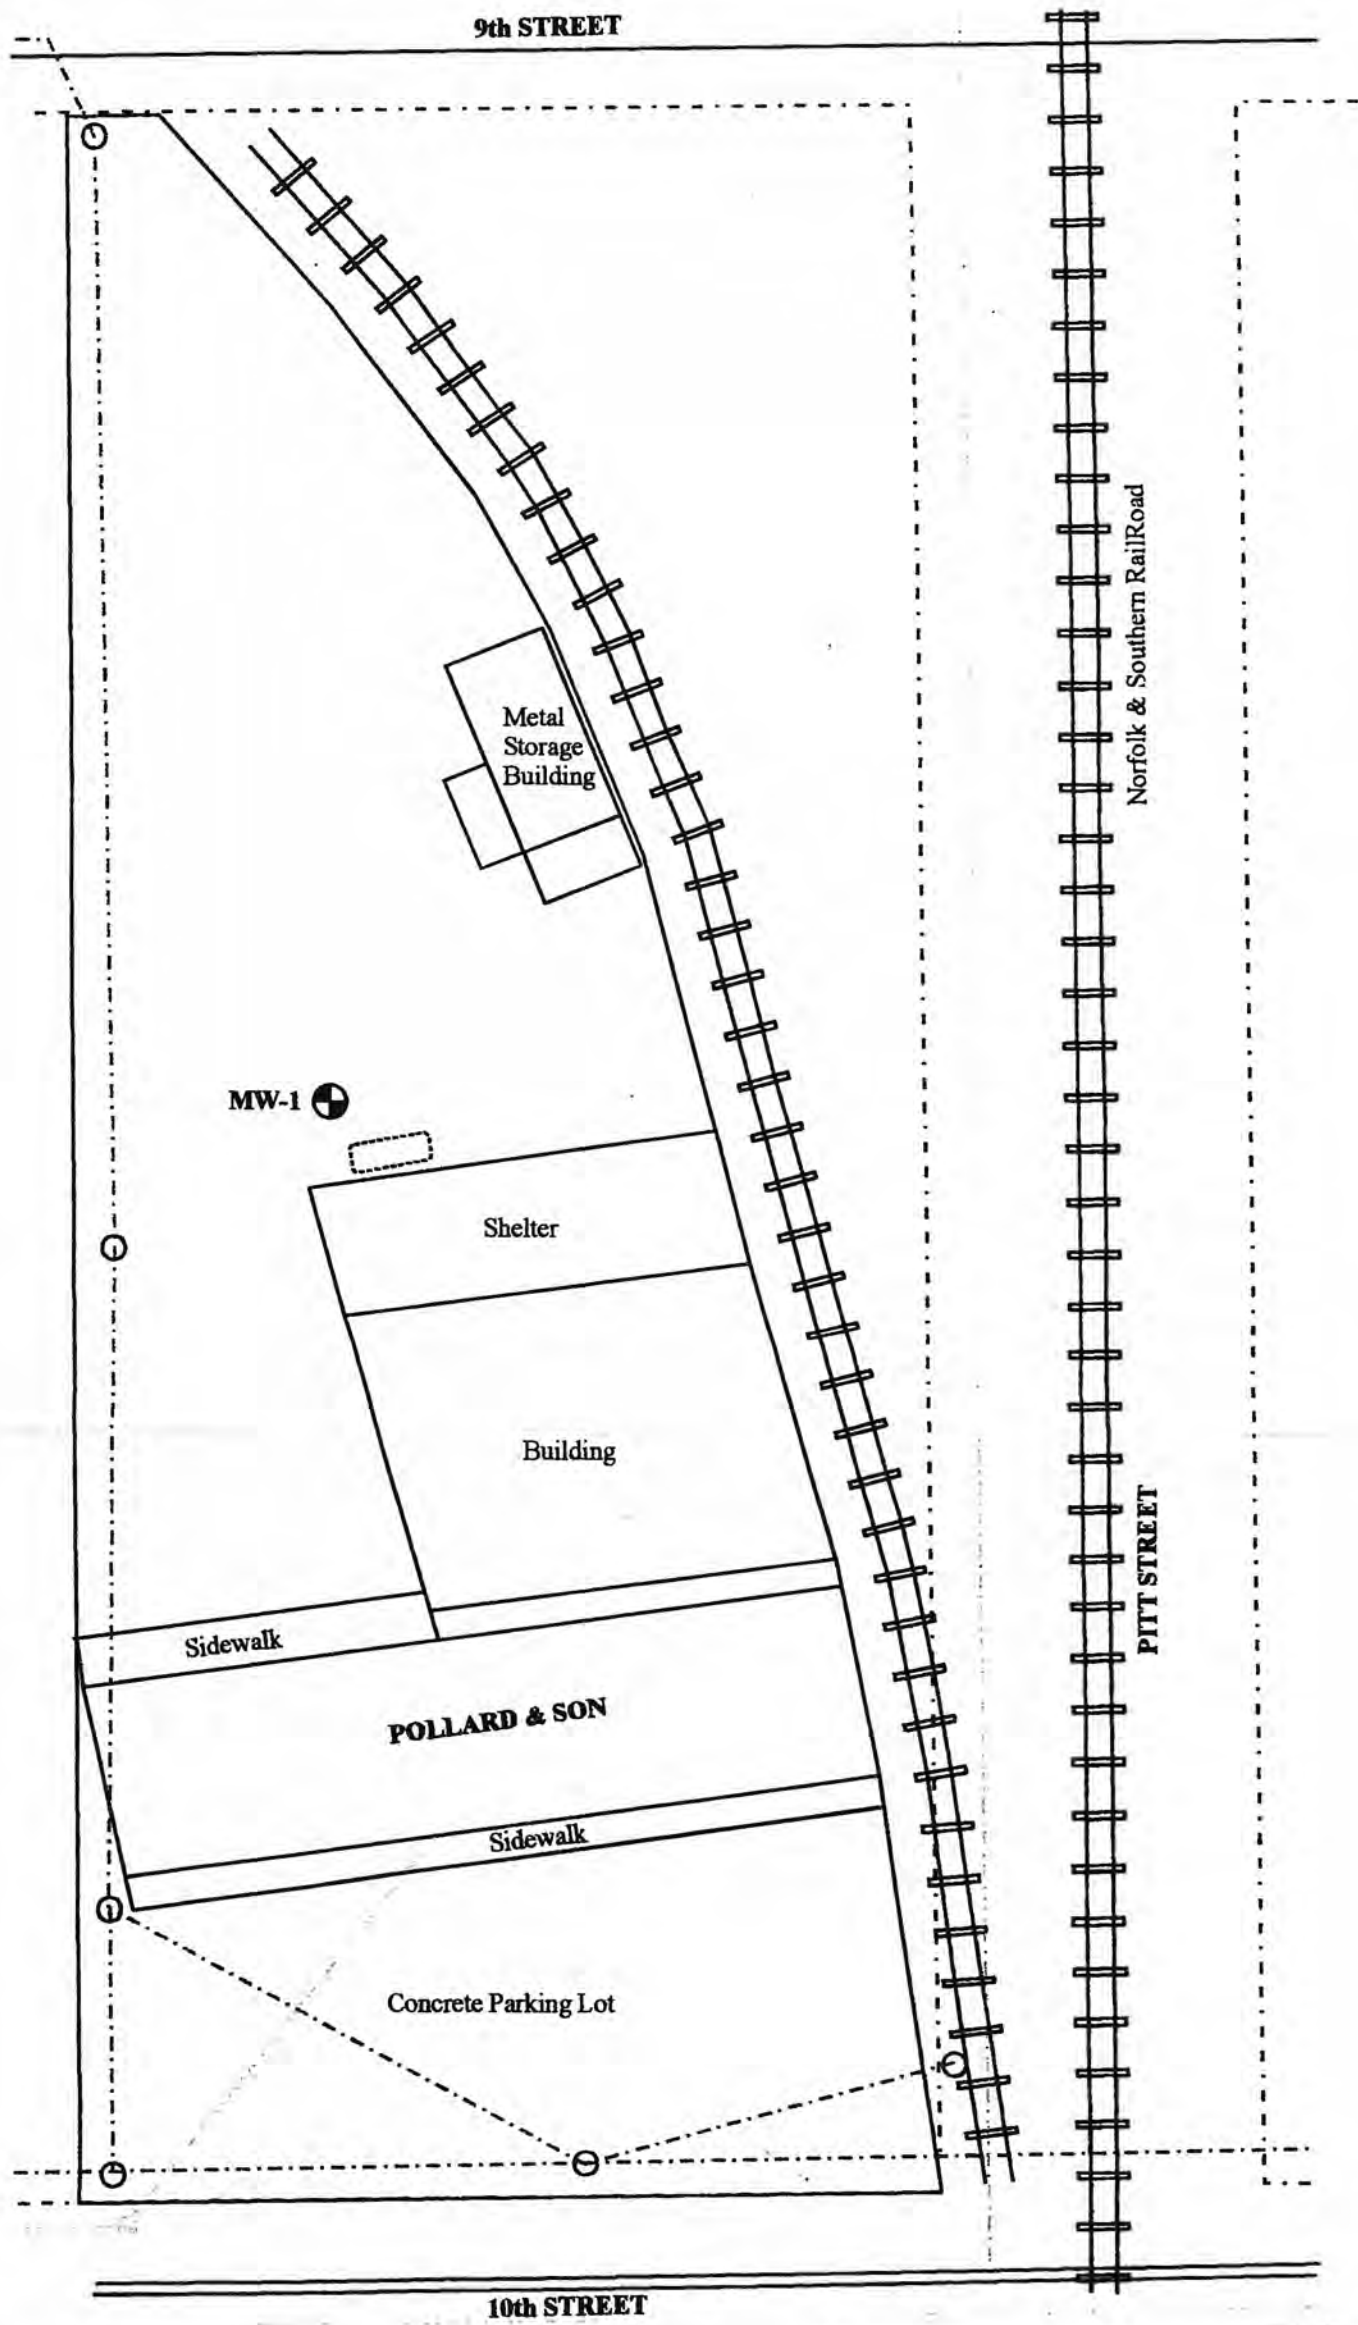 9th STREET
Norfolk & Southern RailRoad
Metal
Storage
Building
MW-1
Shelter
Building
PITT STREET
Sidewalk
POLLARD & SON
Sidewalk
Concrete Parking Lot
10th STREET